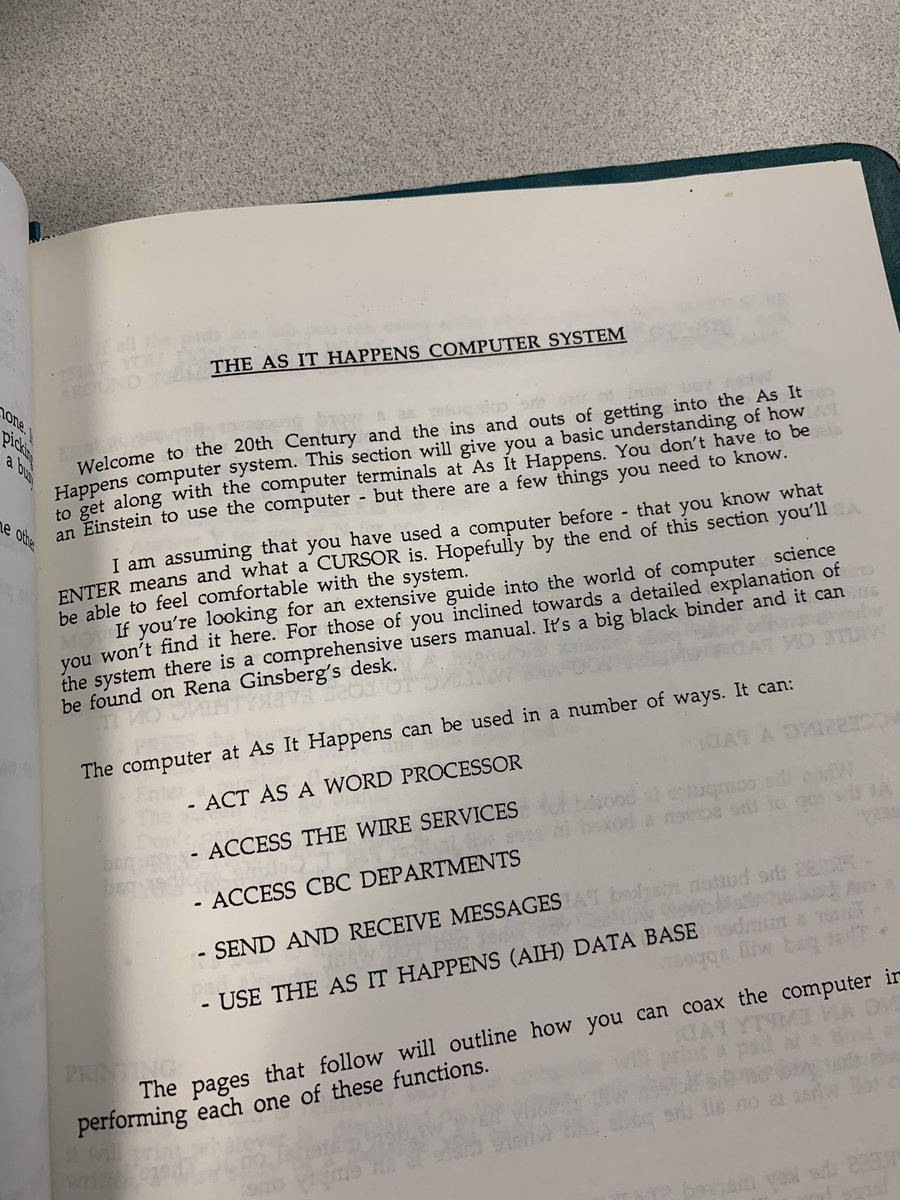 THE AS IT HAPPENS COMPUTER SYSTEM
Welcome to the 20th Century and the ins and outs of getting into the As It
Happens computer system. This section will give you a basic understanding of how
to get along with the computer terminals at As It Happens. You don't have to be
an Einstein to use the computer - but there are a few things you need to know.
I am assuming that you have used a computer before - that you know what
ENTER means and what a CURSOR is. Hopefully by the end of this section you'll
be able to feel comfortable with the system.
If you're looking for an extensive guide into the world of computer science
you won't find it here. For those of you inclined towards a detailed explanation of
the system there is a comprehensive users manual. It's a big black binder and it can
be found on Rena Ginsberg's desk.
The computer at As It Happens can be used in a number of ways. It can:
- ACT AS A WORD PROCESSOR
- ACCESS THE WIRE SERVICES
- ACCESS CBC DEPARTMENTS
- SEND AND RECEIVE MESSAGES
- USE THE AS IT HAPPENS (AIH) DATA BASE
The pages that follow will outline how you can coax the computer in
performing each one of these functions.